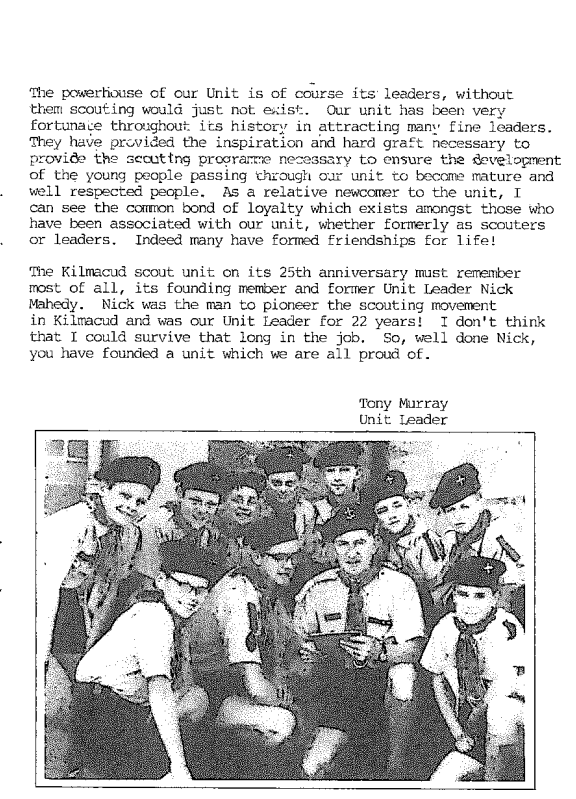 The powerhouse of our Unit is of course its leaders, without
them scouting would just not exist. Our unit has been very
fortunate throughout its history in attracting many fine leaders.
They have provided the inspiration and hard graft necessary to
provide the scouting programme necessary to ensure the development
of the young people passing through our unit to become mature and
well respected people. As a relative newcomer to the unit, I
can see the common bond of loyalty which exists amongst those who
have been associated with our unit, whether formerly as scouters
or leaders. Indeed many have formed friendships for life!
The Kilmacud scout unit on its 25th anniversary must remember
most of all, its founding member and former Unit Leader Nick
Mahedy. Nick was the man to pioneer the scouting movement
in Kilmacud and was our Unit Leader for 22 years! I don't think
that I could survive that long in the job. So, well done Nick,
you have founded a unit which we are all proud of.
Tony Murray
Unit Leader